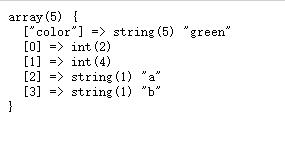 array(5) {
  ["color"] => string(5) "green"
  [0] => int(2)
  [1] => int(4)
  [2] => string(1) "a"
  [3] => string(1) "b"
}